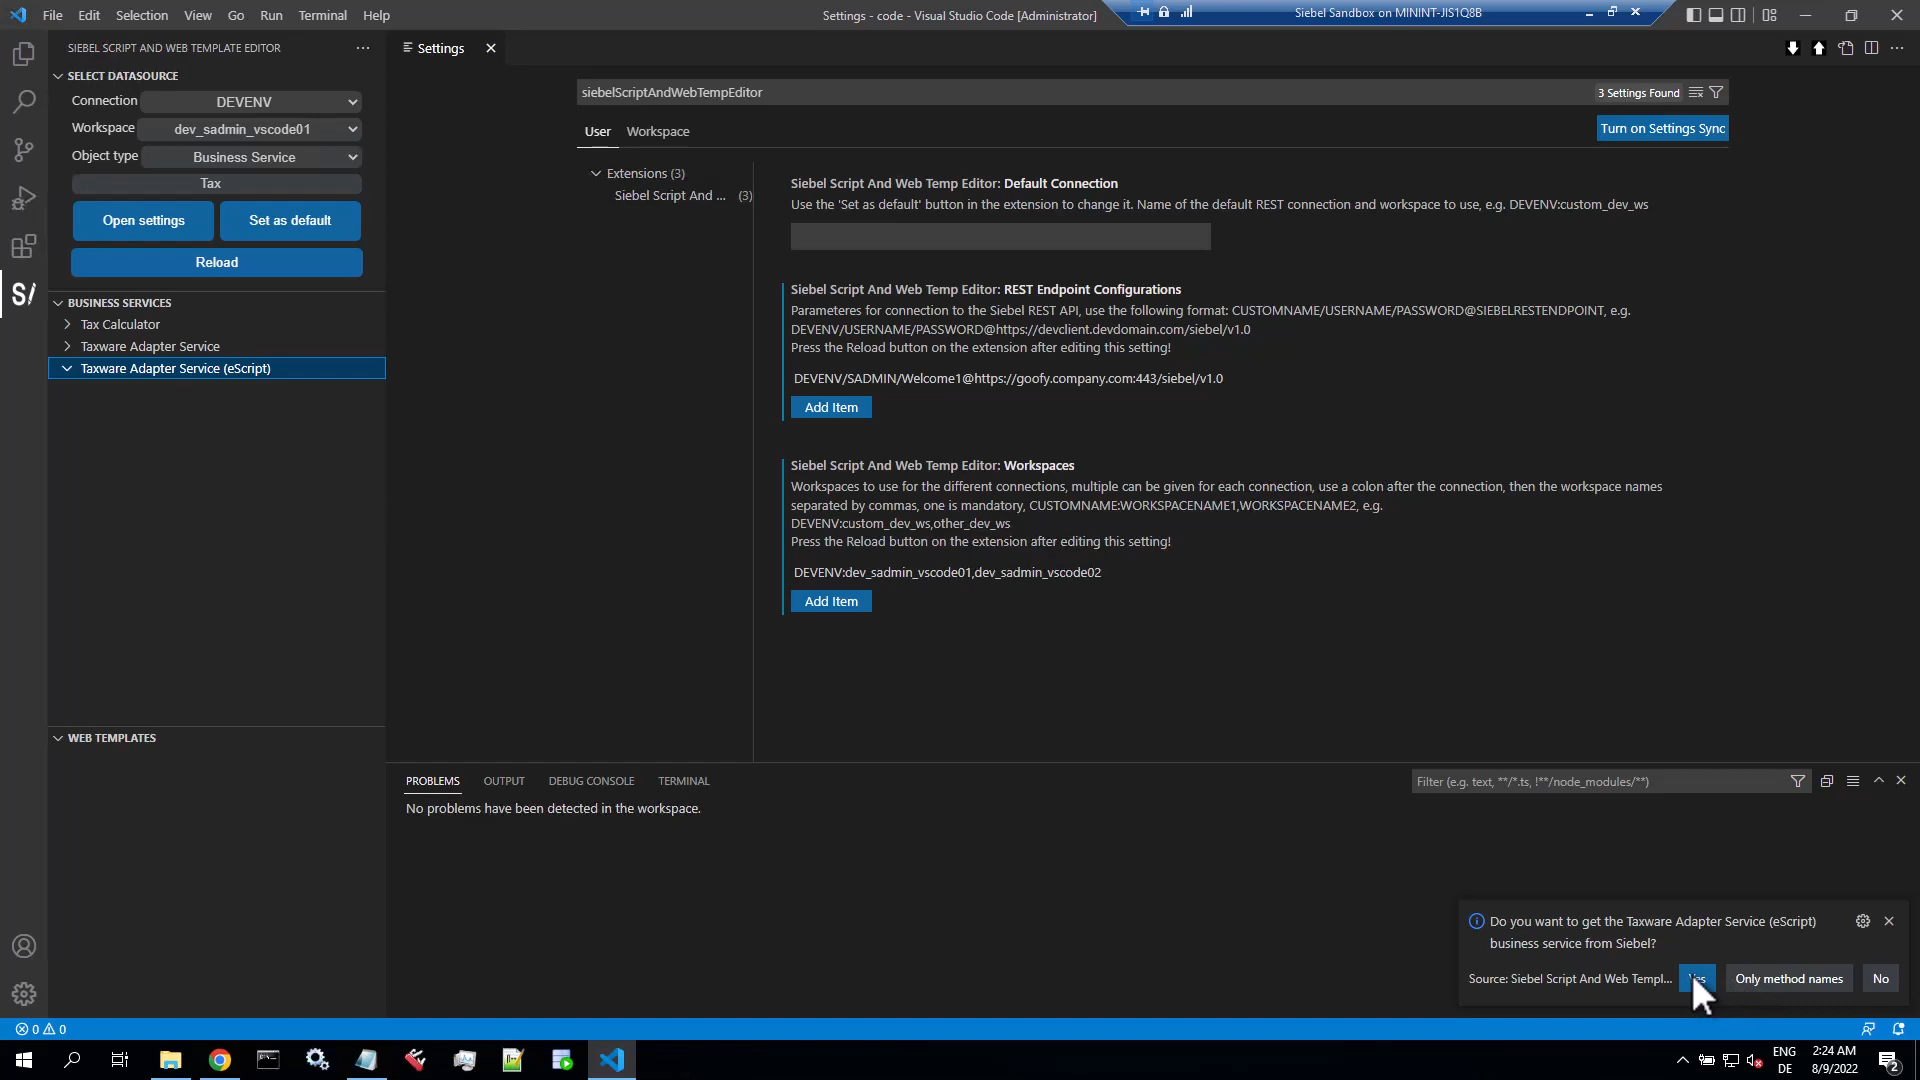 File Edit Selection View Go Run Terminal Help
Settings - code - Visual Studio Code [Administrator]
Siebel Sandbox on MININT-JIS1Q8B
SIEBEL SCRIPT AND WEB TEMPLATE EDITOR
SELECT DATASOURCE
Connection DEVENV
Workspace dev_sadmin_vscode01
Object type Business Service
Tax
Open settings Set as default
Reload
BUSINESS SERVICES
Tax Calculator
Taxware Adapter Service
Taxware Adapter Service (eScript)
WEB TEMPLATES
Settings
siebelScriptAndWebTempEditor
3 Settings Found
User Workspace
Turn on Settings Sync
Extensions (3)
Siebel Script And ... (3)
Siebel Script And Web Temp Editor: Default Connection
Use the 'Set as default' button in the extension to change it. Name of the default REST connection and workspace to use, e.g. DEVENV:custom_dev_ws
Siebel Script And Web Temp Editor: REST Endpoint Configurations
Parameteres for connection to the Siebel REST API, use the following format: CUSTOMNAME/USERNAME/PASSWORD@SIEBELRESTENDPOINT, e.g.
DEVENV/USERNAME/PASSWORD@https://devclient.devdomain.com/siebel/v1.0
Press the Reload button on the extension after editing this setting!
DEVENV/SADMIN/Welcome1@https://goofy.company.com:443/siebel/v1.0
Add Item
Siebel Script And Web Temp Editor: Workspaces
Workspaces to use for the different connections, multiple can be given for each connection, use a colon after the connection, then the workspace names
separated by commas, one is mandatory, CUSTOMNAME:WORKSPACENAME1,WORKSPACENAME2, e.g.
DEVENV:custom_dev_ws,other_dev_ws
Press the Reload button on the extension after editing this setting!
DEVENV:dev_sadmin_vscode01,dev_sadmin_vscode02
Add Item
PROBLEMS OUTPUT DEBUG CONSOLE TERMINAL
Filter (e.g. text, **/*.ts, !**/node_modules/**)
No problems have been detected in the workspace.
Do you want to get the Taxware Adapter Service (eScript)
business service from Siebel?
Source: Siebel Script And Web Templ... Yes Only method names No
0 0
ENG 2:24 AM
DE 8/9/2022
2